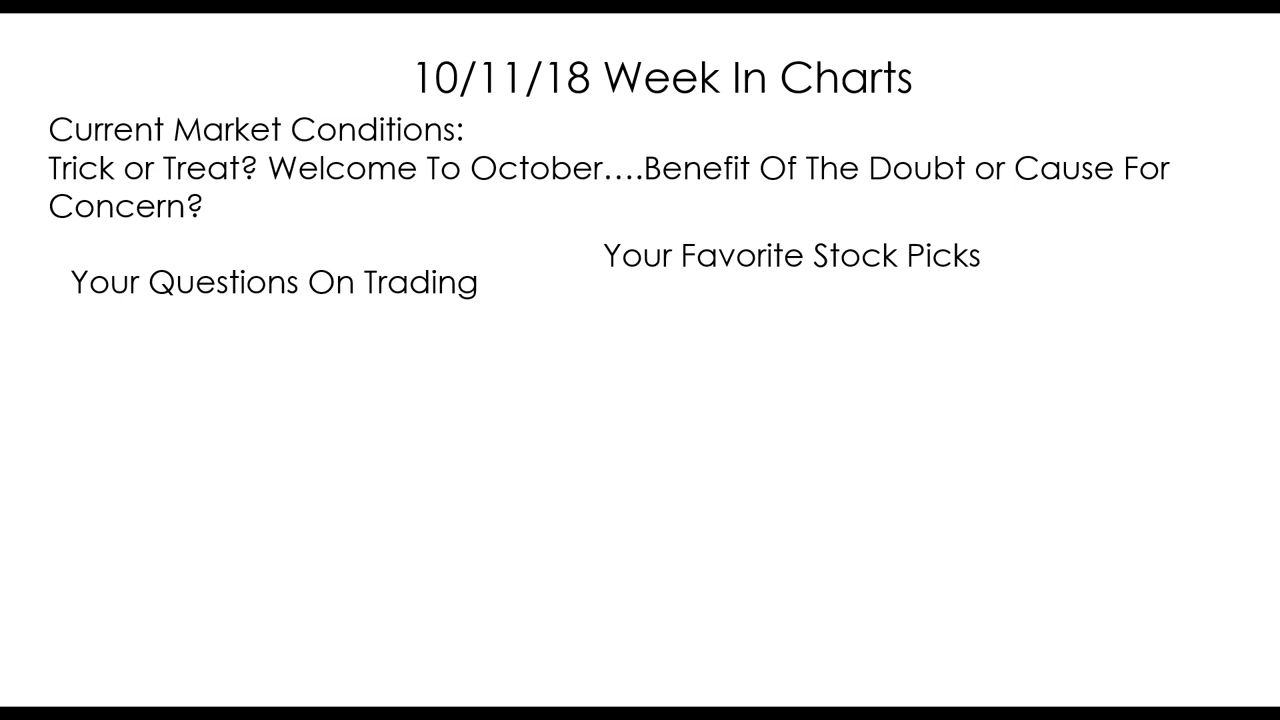 10/11/18 Week In Charts
Current Market Conditions:
Trick or Treat? Welcome To October....Benefit Of The Doubt or Cause For
Concern?
Your Favorite Stock Picks
Your Questions On Trading